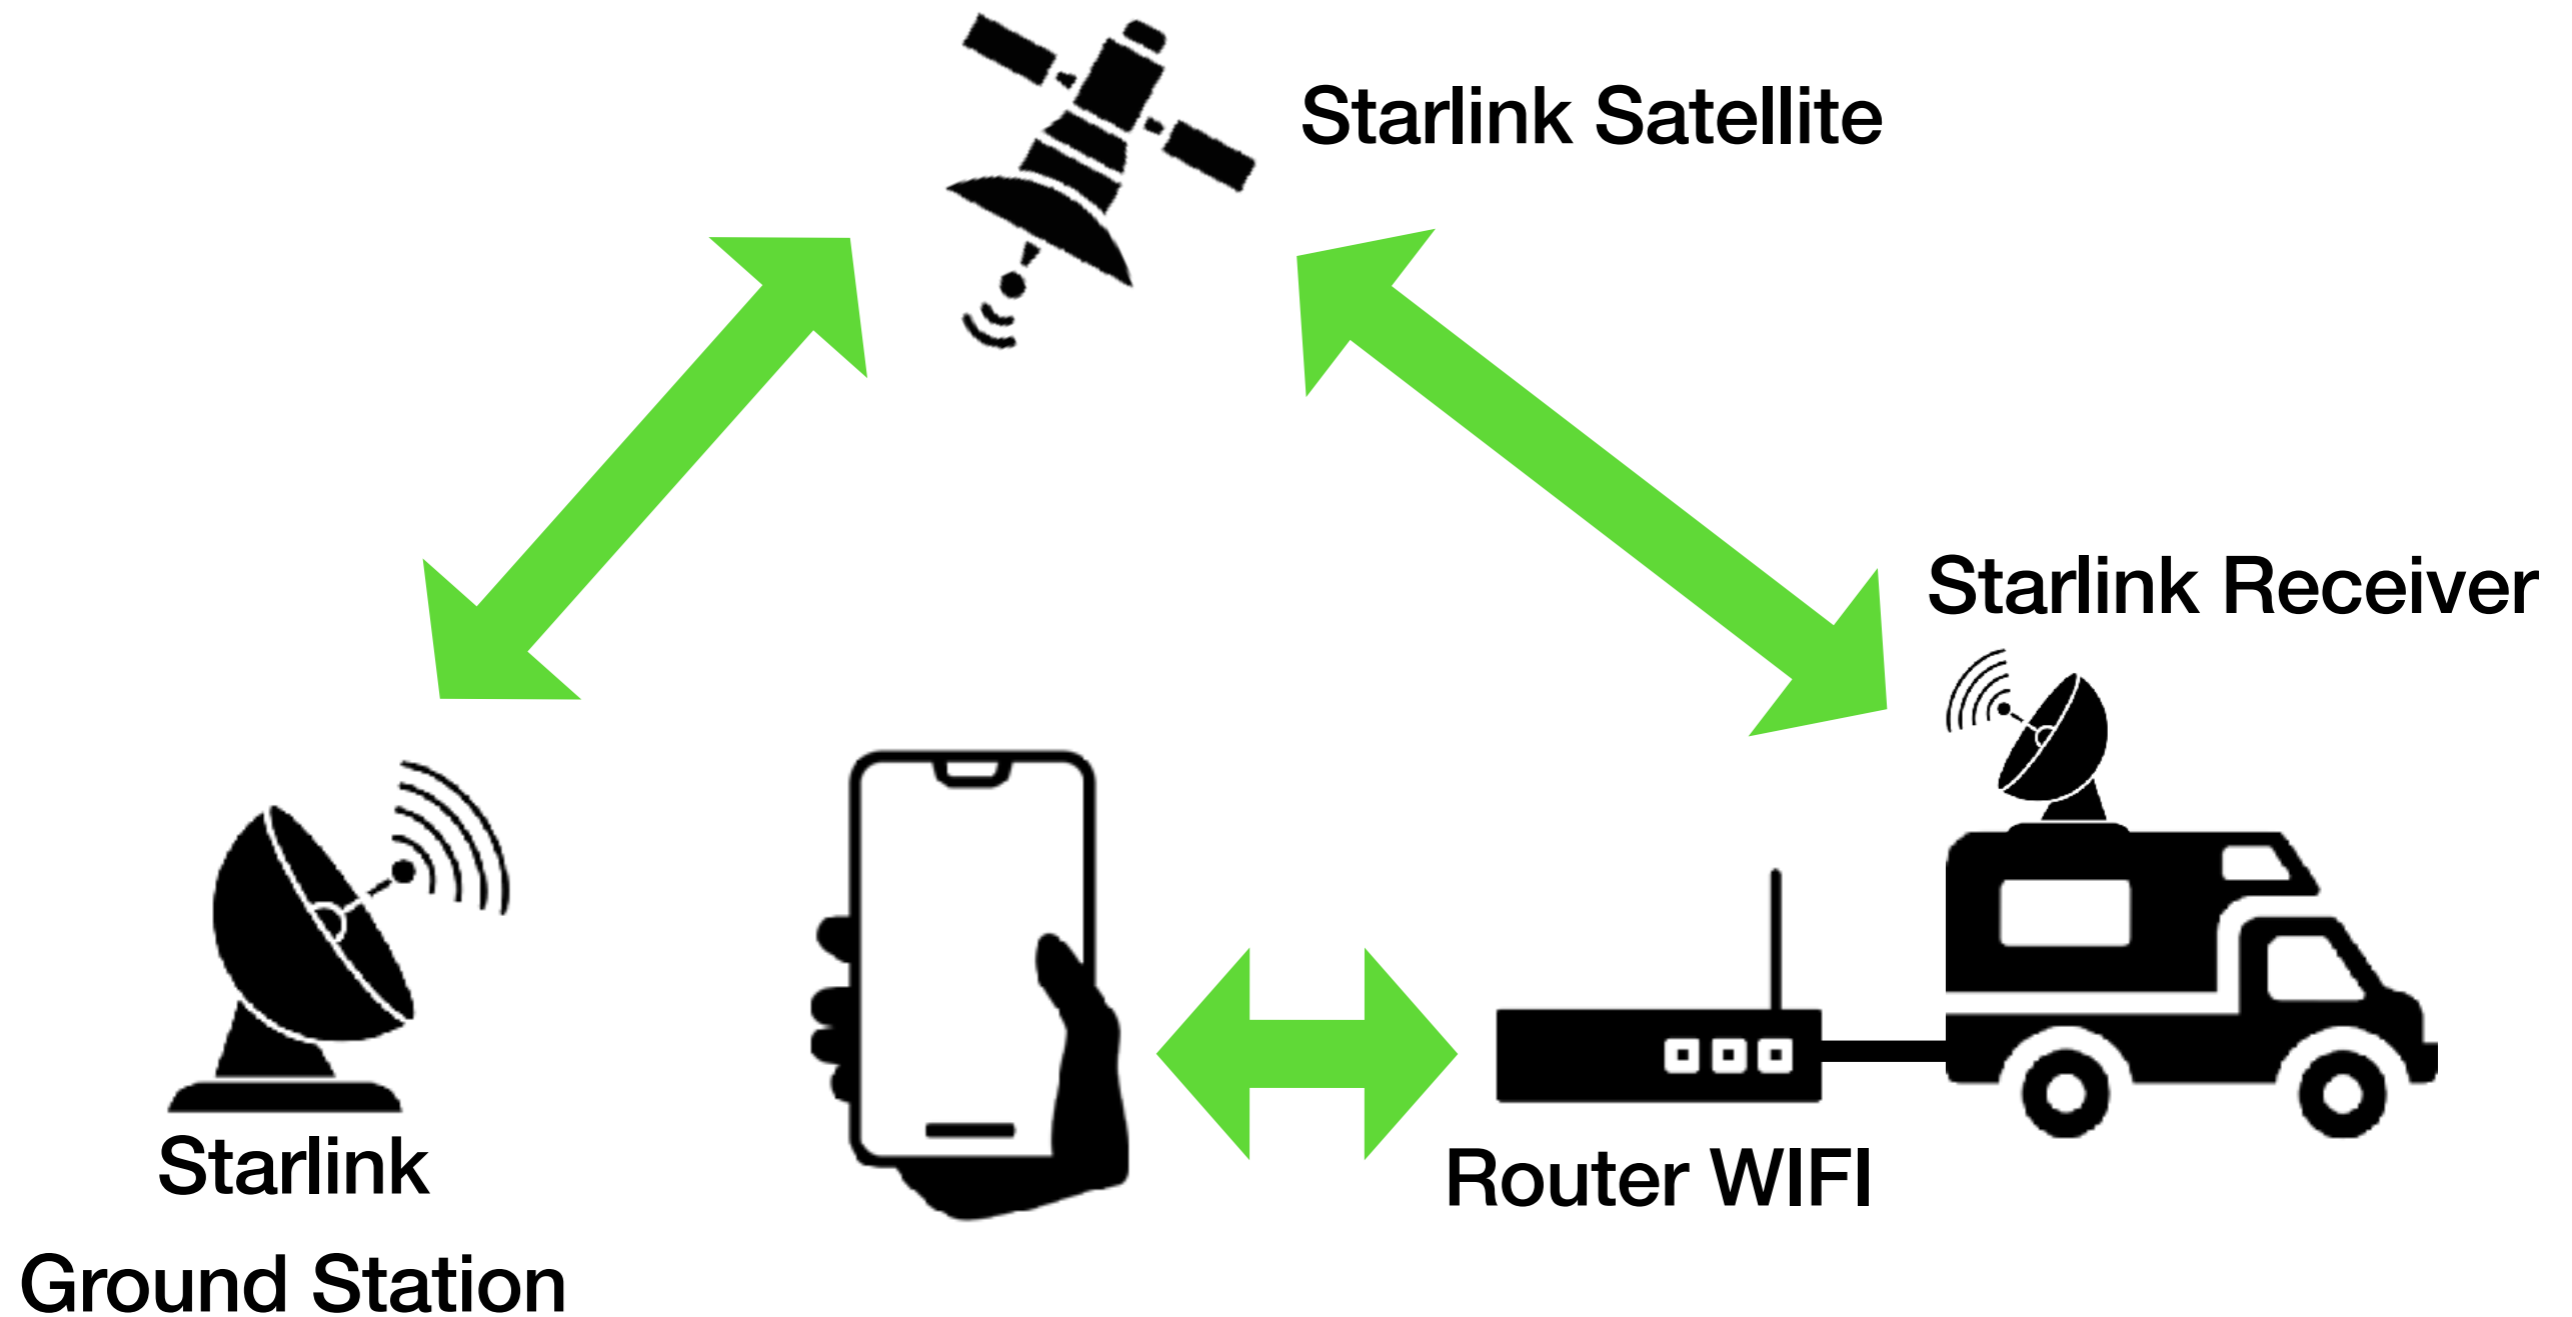 Starlink Satellite
Starlink Receiver
Starlink
Ground Station
Router WIFI